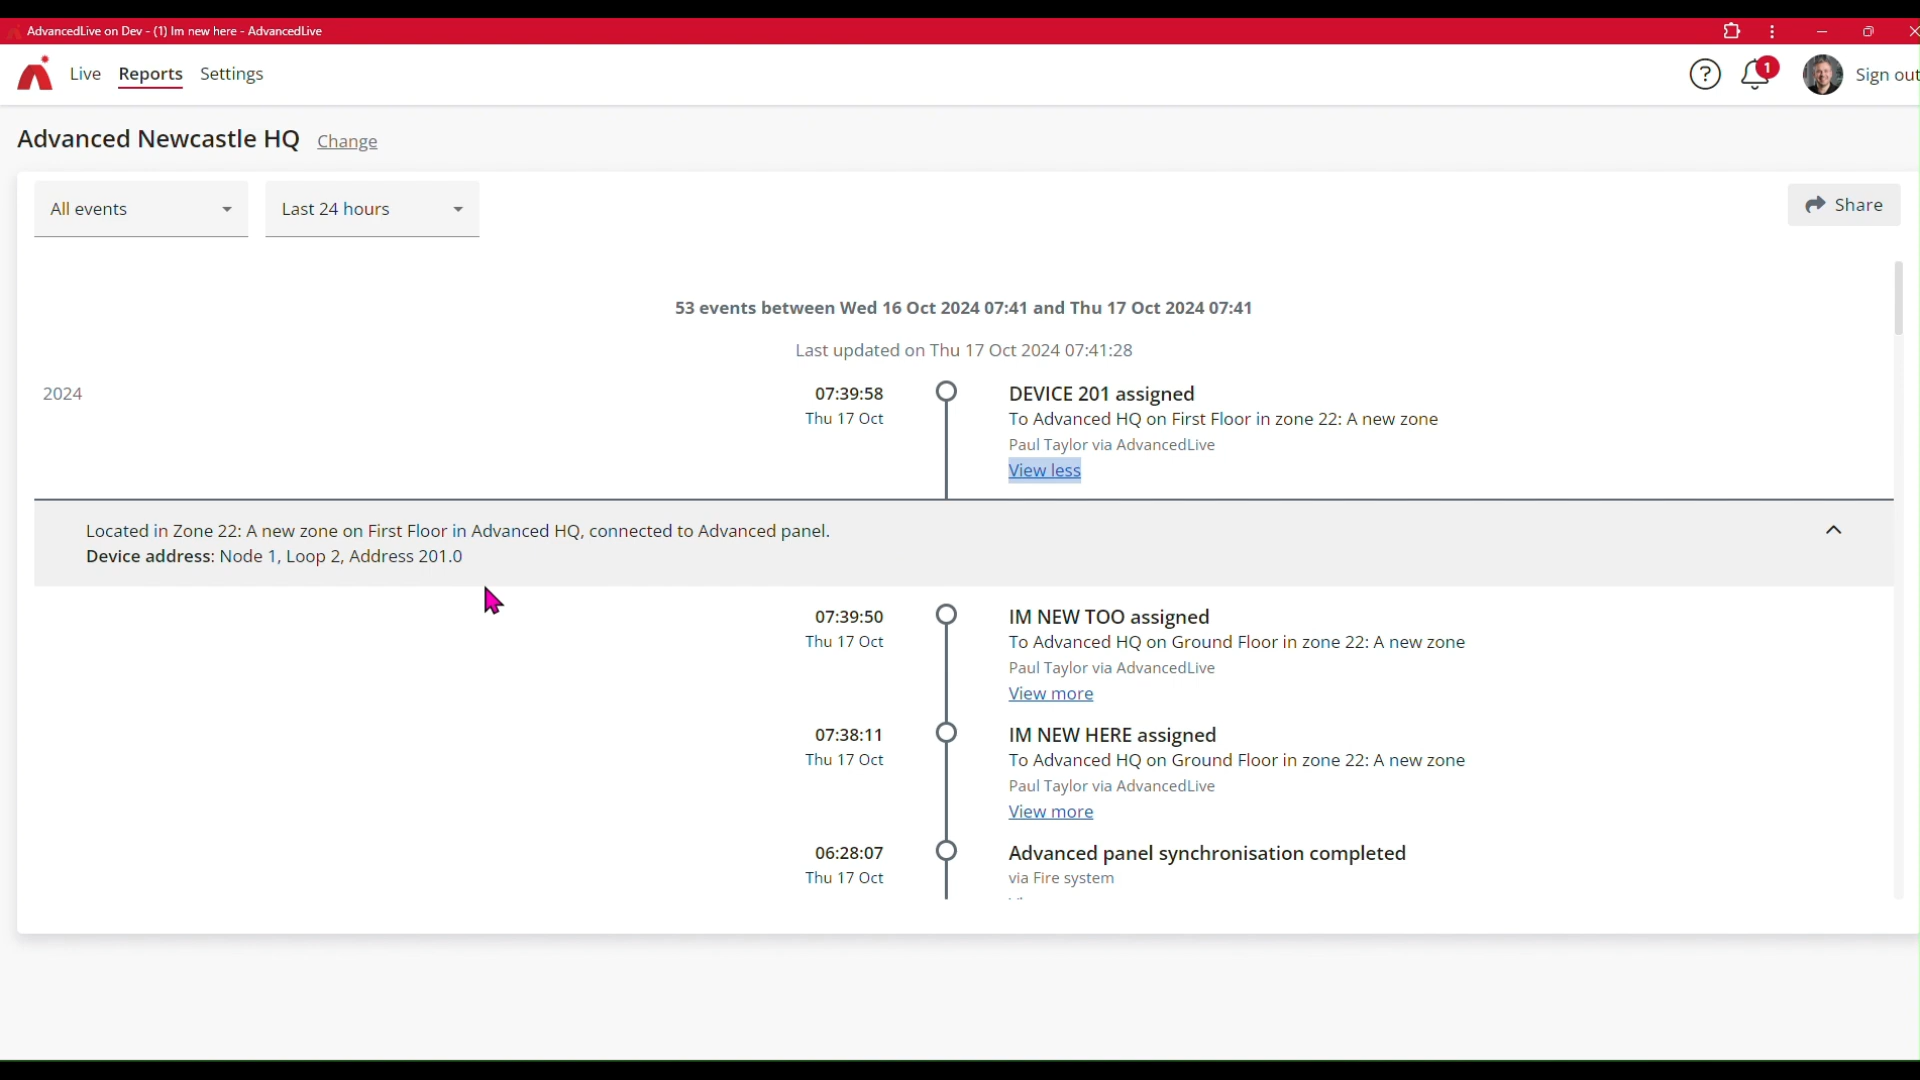 AdvancedLive on Dev - (1) Im new here - AdvancedLive
Live Reports Settings
1
Sign out
Advanced Newcastle HQ Change
All events Last 24 hours Share
53 events between Wed 16 Oct 2024 07:41 and Thu 17 Oct 2024 07:41
Last updated on Thu 17 Oct 2024 07:41:28
2024
07:39:58
Thu 17 Oct
DEVICE 201 assigned
To Advanced HQ on First Floor in zone 22: A new zone
Paul Taylor via AdvancedLive
View less
Located in Zone 22: A new zone on First Floor in Advanced HQ, connected to Advanced panel.
Device address: Node 1, Loop 2, Address 201.0
07:39:50
Thu 17 Oct
IM NEW TOO assigned
To Advanced HQ on Ground Floor in zone 22: A new zone
Paul Taylor via AdvancedLive
View more
07:38:11
Thu 17 Oct
IM NEW HERE assigned
To Advanced HQ on Ground Floor in zone 22: A new zone
Paul Taylor via AdvancedLive
View more
06:28:07
Thu 17 Oct
Advanced panel synchronisation completed
via Fire system